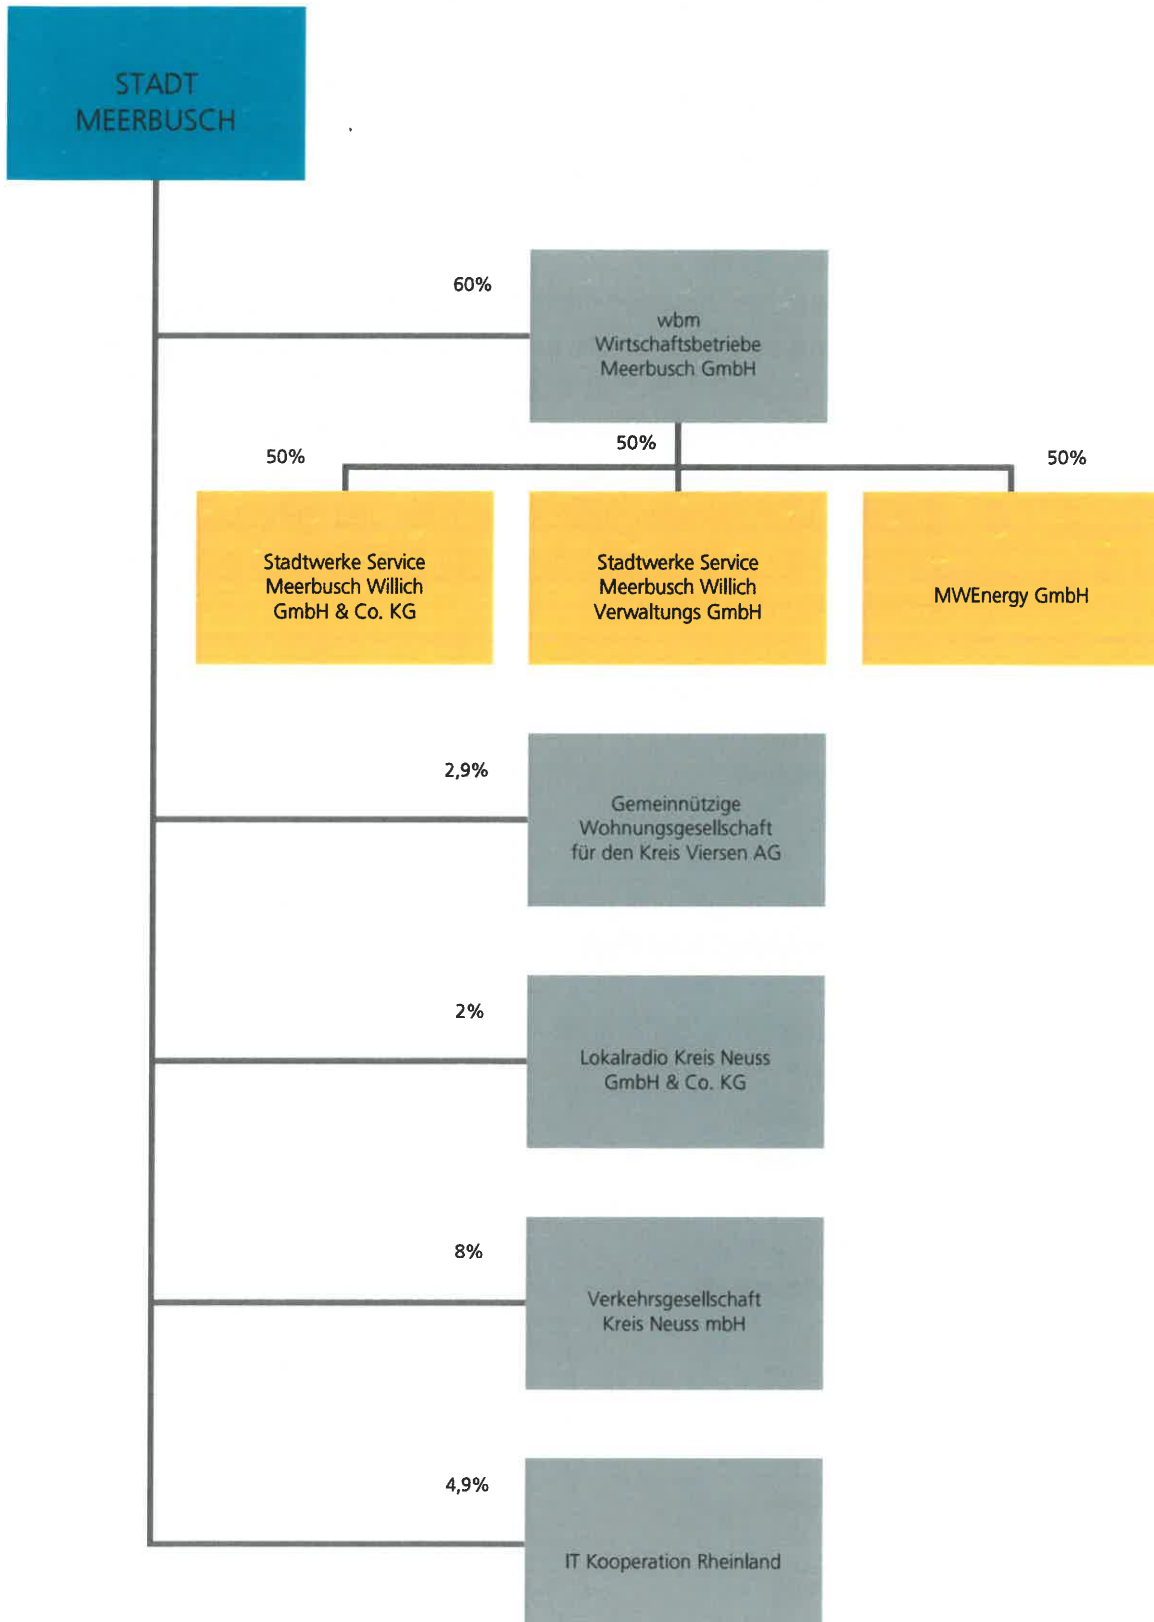 STADT
MEERBUSCH
60%
wbm
Wirtschaftsbetriebe
Meerbusch GmbH
50%
50%
50%
Stadtwerke Service
Meerbusch Willich
GmbH & Co. KG
Stadtwerke Service
Meerbusch Willich
Verwaltungs GmbH
MWEnergy GmbH
2,9%
Gemeinnützige
Wohnungsgesellschaft
für den Kreis Viersen AG
2%
Lokalradio Kreis Neuss
GmbH & Co. KG
8%
Verkehrsgesellschaft
Kreis Neuss mbH
4,9%
IT Kooperation Rheinland